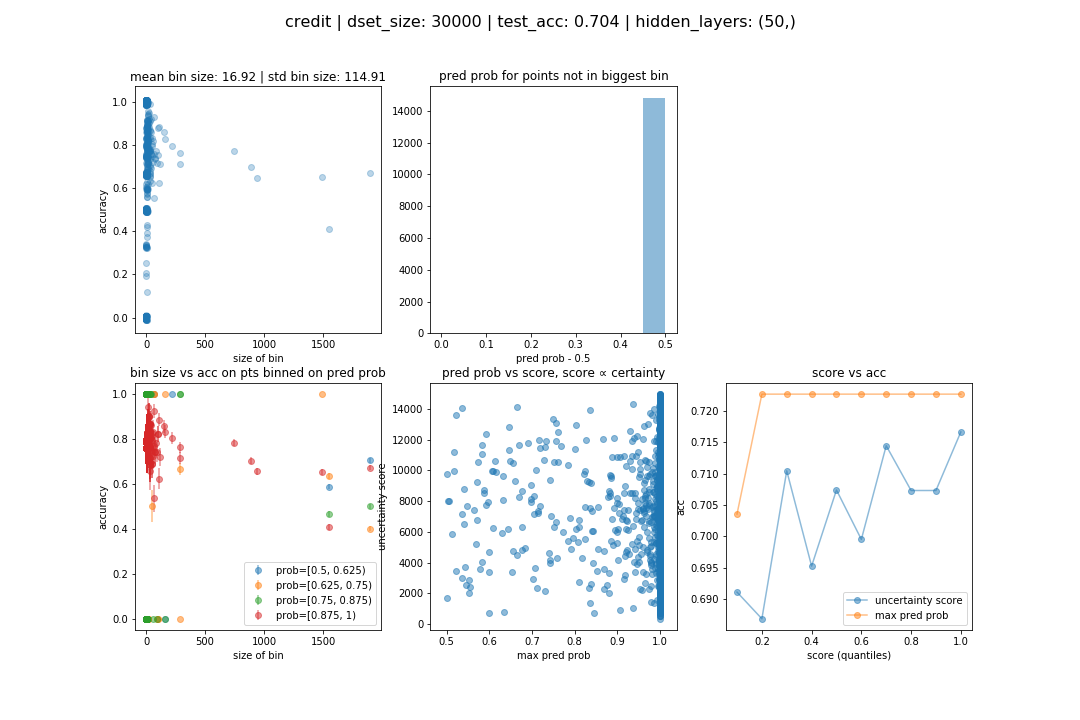 credit | dset_size: 30000 | test_acc: 0.704 | hidden_layers: (50,)
mean bin size: 16.92 | std bin size: 114.91
1.0
0.8
0.6
0.4
0.2
0.0
accuracy
0
500
1000
1500
size of bin
pred prob for points not in biggest bin
14000
12000
10000
8000
6000
4000
2000
0
0.0
0.1
0.2
0.3
0.4
0.5
pred prob - 0.5
bin size vs acc on pts binned on pred prob
1.0
0.8
0.6
0.4
0.2
0.0
accuracy
prob=[0.5, 0.625)
prob=[0.625, 0.75)
prob=[0.75, 0.875)
prob=[0.875, 1)
0
500
1000
1500
size of bin
pred prob vs score, score ∝ certainty
14000
12000
10000
8000
6000
4000
2000
0
uncertainty score
0.5
0.6
0.7
0.8
0.9
1.0
max pred prob
score vs acc
0.720
0.715
0.710
0.705
0.700
0.695
0.690
acc
uncertainty score
max pred prob
0.2
0.4
0.6
0.8
1.0
score (quantiles)